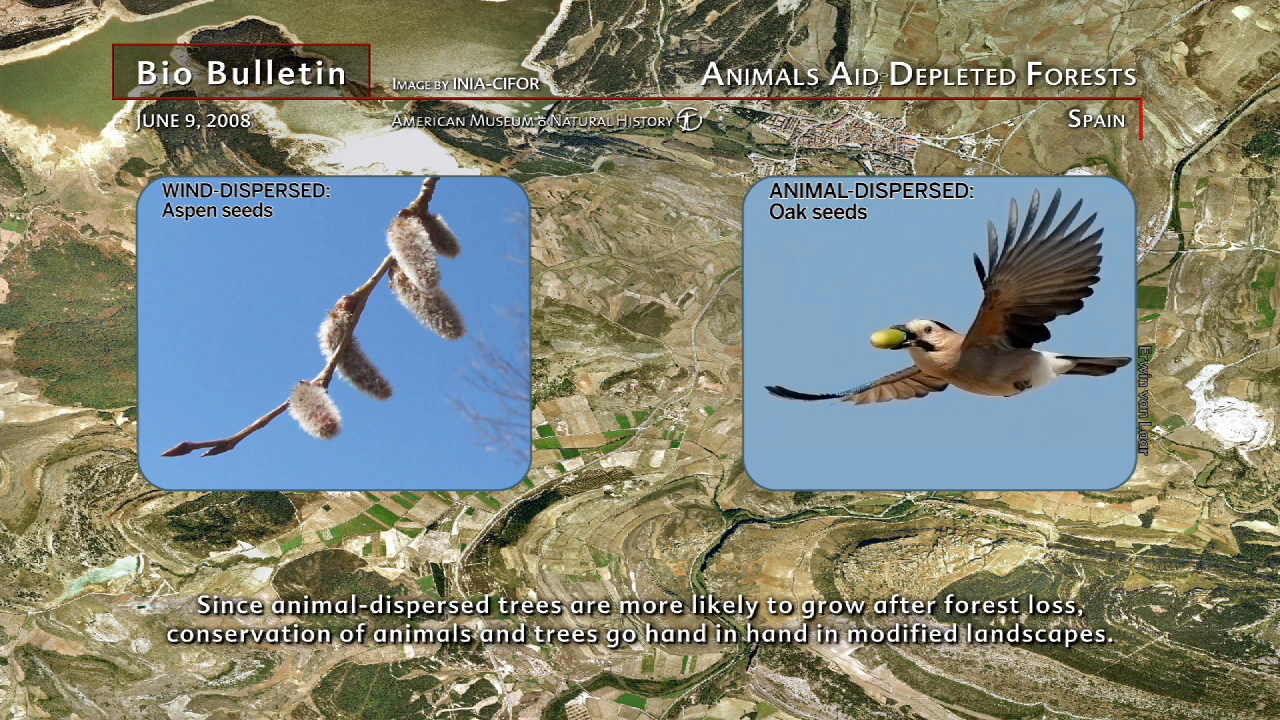 Bio Bulletin
IMAGE BY INIA-CIFOR
ANIMALS AID DEPLETED FORESTS
JUNE 9, 2008
AMERICAN MUSEUM & NATURAL HISTORY
SPAIN
WIND-DISPERSED:
Aspen seeds
ANIMAL-DISPERSED:
Oak seeds
Erwin van Laar
Since animal-dispersed trees are more likely to grow after forest loss,
conservation of animals and trees go hand in hand in modified landscapes.